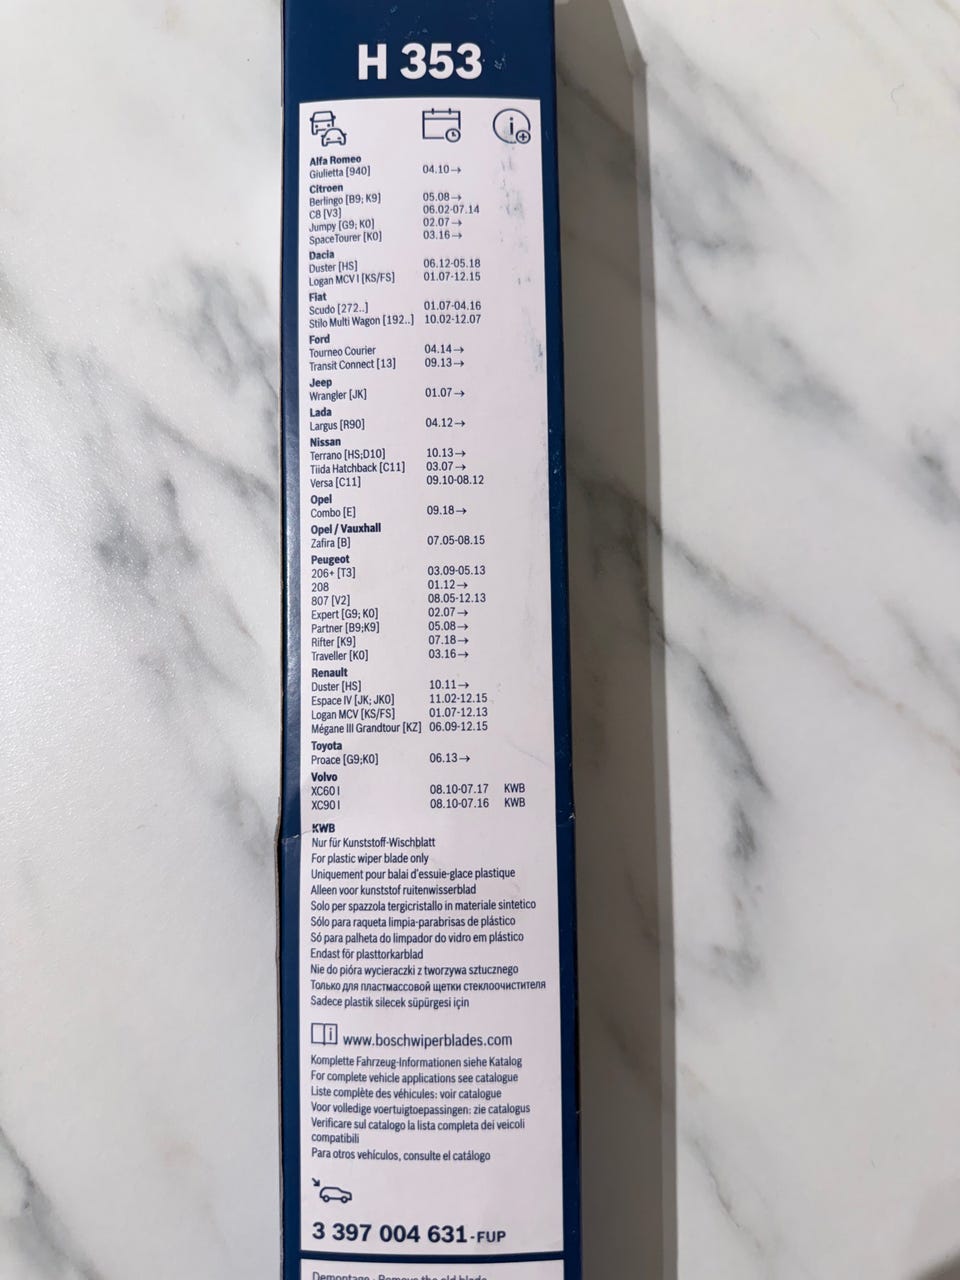 H 353
Alfa Romeo
Giulietta [940] 04.10→
Citroen
Berlingo [B9; K9] 05.08→
C8 [V3] 06.02-07.14
Jumpy [G9; K0] 02.07→
SpaceTourer [K0] 03.16→
Dacia
Duster [HS] 06.12-05.18
Logan MCV I [KS/FS] 01.07-12.15
Fiat
Scudo [272..] 01.07-04.16
Stilo Multi Wagon [192..] 10.02-12.07
Ford
Tourneo Courier 04.14→
Transit Connect [13] 09.13→
Jeep
Wrangler [JK] 01.07→
Lada
Largus [R90] 04.12→
Nissan
Terrano [HS;D10] 10.13→
Tiida Hatchback [C11] 03.07→
Versa [C11] 09.10-08.12
Opel
Combo [E] 09.18→
Opel / Vauxhall
Zafira [B] 07.05-08.15
Peugeot
206+ [T3] 03.09-05.13
208 01.12→
807 [V2] 08.05-12.13
Expert [G9; K0] 02.07→
Partner [B9;K9] 05.08→
Rifter [K9] 07.18→
Traveller [K0] 03.16→
Renault
Duster [HS] 10.11→
Espace IV [JK; JK0] 11.02-12.15
Logan MCV [KS/FS] 01.07-12.13
Mégane III Grandtour [KZ] 06.09-12.15
Toyota
Proace [G9;K0] 06.13→
Volvo
XC60 I 08.10-07.17 KWB
XC90 I 08.10-07.16 KWB
KWB
Nur für Kunststoff-Wischblatt
For plastic wiper blade only
Uniquement pour balai d'essuie-glace plastique
Alleen voor kunststof ruitenwisserblad
Solo per spazzola tergicristallo in materiale sintetico
Sólo para raqueta limpia-parabrisas de plástico
Só para palheta do limpador do vidro em plástico
Endast för plasttorkarblad
Nie do pióra wycieraczki z tworzywa sztucznego
Только для пластмассовой щетки стеклоочистителя
Sadece plastik silecek süpürgesi için
www.boschwiperblades.com
Komplette Fahrzeug-Informationen siehe Katalog
For complete vehicle applications see catalogue
Liste complète des véhicules: voir catalogue
Voor volledige voertuigtoepassingen: zie catalogus
Verificare sul catalogo la lista completa dei veicoli
compatibili
Para otros vehículos, consulte el catálogo
3 397 004 631-FUP
Demontage · Remove the old blade